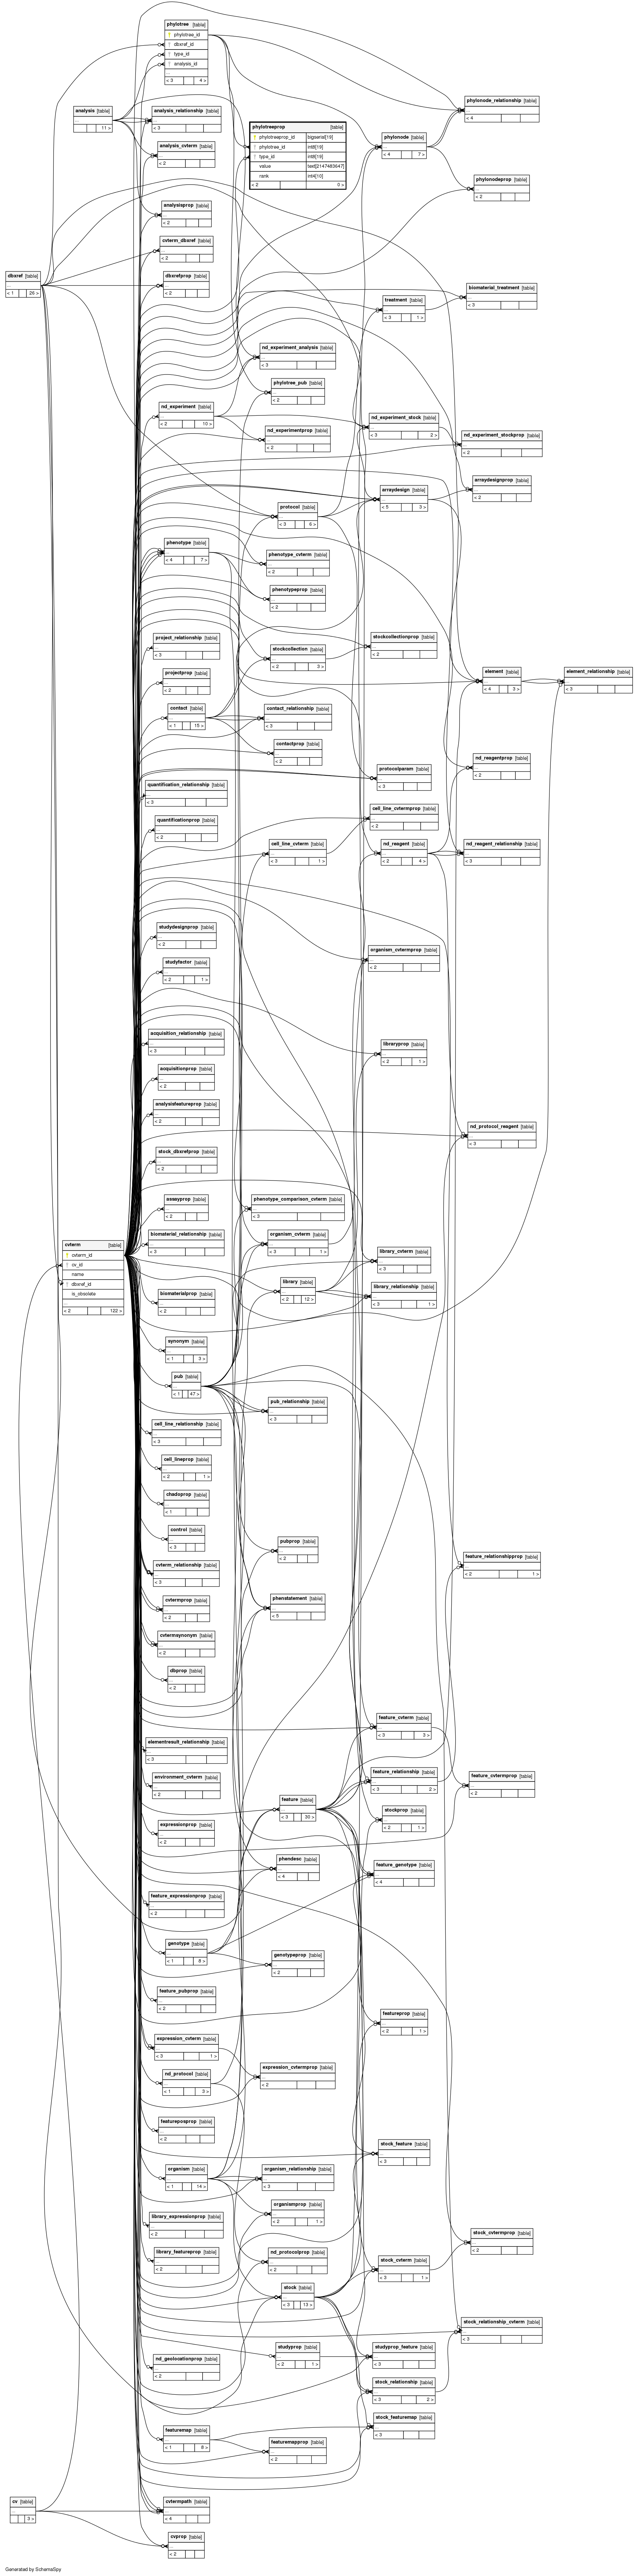 phylotree [table]
phylotree_id
dbxref_id
type_id
analysis_id
...
< 3 4 >
phylonode_relationship [table]
...
< 4
analysis [table]
...
11 >
analysis_relationship [table]
...
< 3
phylotreeprop [table]
phylotreeprop_id bigserial[19]
phylotree_id int8[19]
type_id int8[19]
value text[2147483647]
rank int4[10]
< 2 0 >
phylonode [table]
...
< 4 7 >
analysis_cvterm [table]
...
< 2
phylonodeprop [table]
...
< 2
analysisprop [table]
...
< 2
cvterm_dbxref [table]
...
< 2
dbxref [table]
...
< 1 26 >
dbxrefprop [table]
...
< 2
biomaterial_treatment [table]
...
< 3
treatment [table]
...
< 3 1 >
nd_experiment_analysis [table]
...
< 3
phylotree_pub [table]
...
< 2
nd_experiment [table]
...
< 2 10 >
nd_experiment_stock [table]
...
< 3 2 >
nd_experimentprop [table]
...
< 2
nd_experiment_stockprop [table]
...
< 2
arraydesignprop [table]
...
< 2
arraydesign [table]
...
< 5 3 >
protocol [table]
...
< 3 6 >
phenotype [table]
...
< 4 7 >
phenotype_cvterm [table]
...
< 2
phenotypeprop [table]
...
< 2
project_relationship [table]
...
< 3
stockcollection [table]
...
< 2 3 >
stockcollectionprop [table]
...
< 2
projectprop [table]
...
< 2
element [table]
...
< 4 3 >
element_relationship [table]
...
< 3
contact [table]
...
< 1 15 >
contact_relationship [table]
...
< 3
contactprop [table]
...
< 2
nd_reagentprop [table]
...
< 2
protocolparam [table]
...
< 3
quantification_relationship [table]
...
< 3
cell_line_cvtermprop [table]
...
< 2
quantificationprop [table]
...
< 2
cell_line_cvterm [table]
...
< 3 1 >
nd_reagent [table]
...
< 2 4 >
nd_reagent_relationship [table]
...
< 3
studydesignprop [table]
...
< 2
studyfactor [table]
...
< 2 1 >
organism_cvtermprop [table]
...
< 2
acquisition_relationship [table]
...
< 3
libraryprop [table]
...
< 2 1 >
acquisitionprop [table]
...
< 2
analysisfeatureprop [table]
...
< 2
nd_protocol_reagent [table]
...
< 3
stock_dbxrefprop [table]
...
< 2
assayprop [table]
...
< 2
phenotype_comparison_cvterm [table]
...
< 3
biomaterial_relationship [table]
...
< 3
organism_cvterm [table]
...
< 3 1 >
cvterm [table]
cvterm_id
cv_id
name
dbxref_id
is_obsolete
...
< 2 122 >
library_cvterm [table]
...
< 3
biomaterialprop [table]
...
< 2
library [table]
...
< 2 12 >
library_relationship [table]
...
< 3 1 >
synonym [table]
...
< 1 3 >
pub [table]
...
< 1 47 >
pub_relationship [table]
...
< 3
cell_line_relationship [table]
...
< 3
cell_lineprop [table]
...
< 2 1 >
chadoprop [table]
...
< 1
control [table]
...
< 3
pubprop [table]
...
< 2
cvterm_relationship [table]
...
< 3
feature_relationshipprop [table]
...
< 2 1 >
cvtermprop [table]
...
< 2
phenstatement [table]
...
< 5
cvtermsynonym [table]
...
< 2
dbprop [table]
...
< 2
feature_cvterm [table]
...
< 3 3 >
elementresult_relationship [table]
...
< 3
environment_cvterm [table]
...
< 2
feature_relationship [table]
...
< 3 2 >
feature_cvtermprop [table]
...
< 2
feature [table]
...
< 3 30 >
expressionprop [table]
...
< 2
stockprop [table]
...
< 2 1 >
phendesc [table]
...
< 4
feature_genotype [table]
...
< 4
feature_expressionprop [table]
...
< 2
genotype [table]
...
< 1 8 >
genotypeprop [table]
...
< 2
feature_pubprop [table]
...
< 2
featureprop [table]
...
< 2 1 >
expression_cvterm [table]
...
< 3 1 >
nd_protocol [table]
...
< 1 3 >
expression_cvtermprop [table]
...
< 2
featureposprop [table]
...
< 2
stock_feature [table]
...
< 3
organism [table]
...
< 1 14 >
organism_relationship [table]
...
< 3
library_expressionprop [table]
...
< 2
organismprop [table]
...
< 2 1 >
stock_cvtermprop [table]
...
< 2
library_featureprop [table]
...
< 2
nd_protocolprop [table]
...
< 2
stock_cvterm [table]
...
< 3 1 >
stock [table]
...
< 3 13 >
stock_relationship_cvterm [table]
...
< 3
nd_geolocationprop [table]
...
< 2
studyprop [table]
...
< 2 1 >
studyprop_feature [table]
...
< 3
stock_relationship [table]
...
< 3 2 >
stock_featuremap [table]
...
< 3
featuremap [table]
...
< 1 8 >
featuremapprop [table]
...
< 2
cv [table]
...
3 >
cvtermpath [table]
...
< 4
cvprop [table]
...
< 2
Generated by SchemaSpy